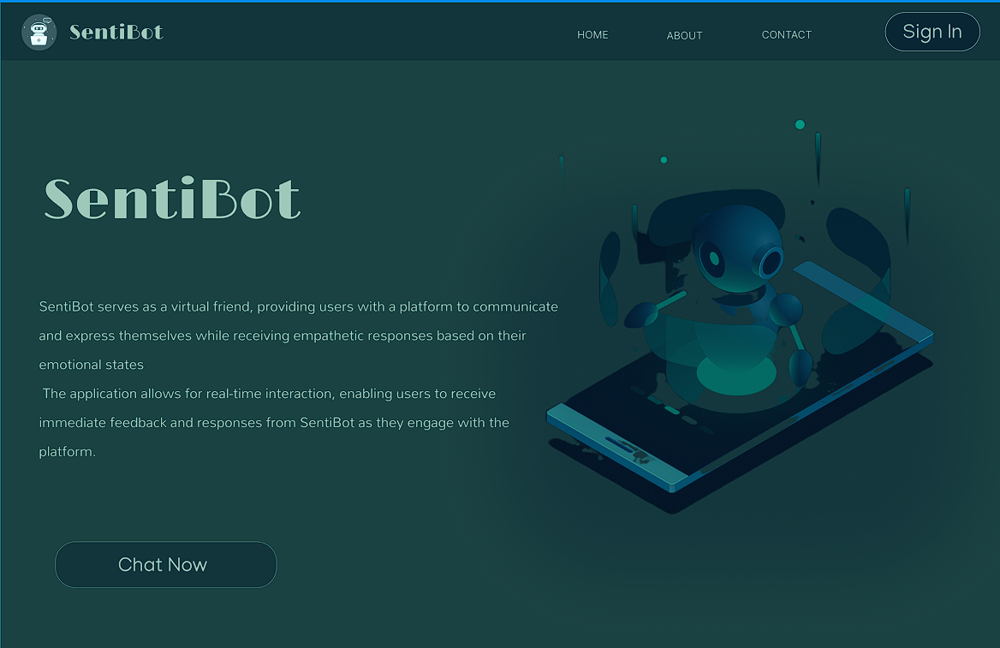 SentiBot
HOME
ABOUT
CONTACT
Sign In
SentiBot
SentiBot serves as a virtual friend, providing users with a platform to communicate
and express themselves while receiving empathetic responses based on their
emotional states
The application allows for real-time interaction, enabling users to receive
immediate feedback and responses from SentiBot as they engage with the
platform.
Chat Now